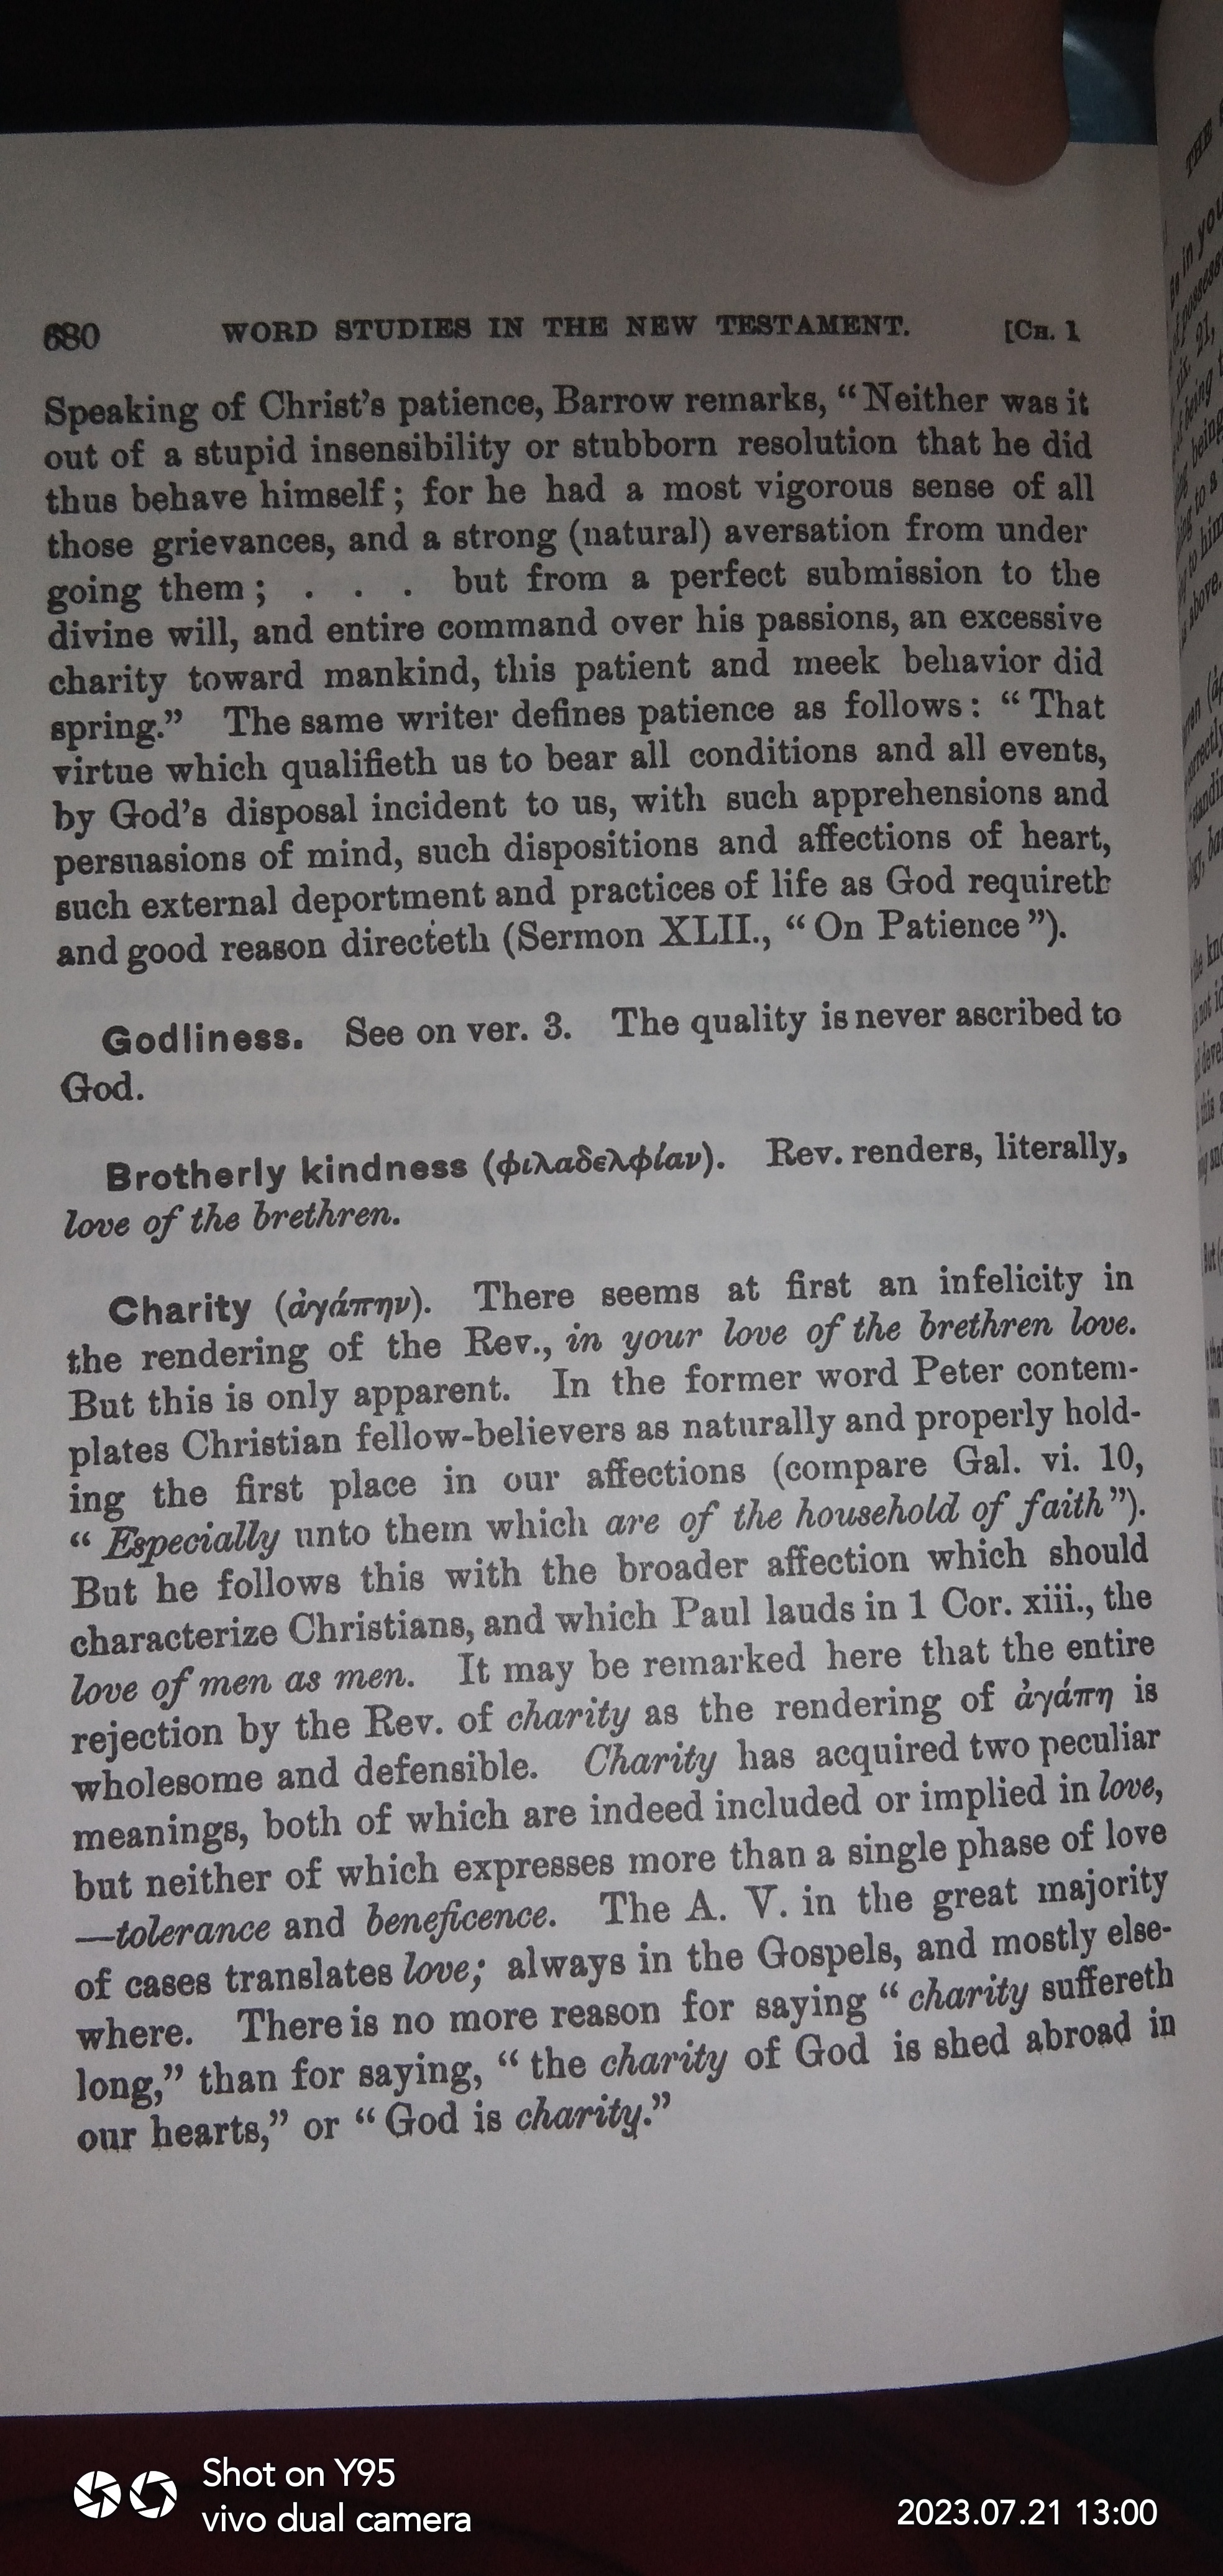 680 WORD STUDIES IN THE NEW TESTAMENT. [CH. 1
Speaking of Christ's patience, Barrow remarks, “Neither was it
out of a stupid insensibility or stubborn resolution that he did
thus behave himself; for he had a most vigorous sense of all
those grievances, and a strong (natural) aversation from under
going them; . . . but from a perfect submission to the
divine will, and entire command over his passions, an excessive
charity toward mankind, this patient and meek behavior did
spring.” The same writer defines patience as follows: “That
virtue which qualifieth us to bear all conditions and all events,
by God's disposal incident to us, with such apprehensions and
persuasions of mind, such dispositions and affections of heart,
such external deportment and practices of life as God requireth
and good reason directeth (Sermon XLII., “On Patience”).
Godliness. See on ver. 3. The quality is never ascribed to
God.
Brotherly kindness (φιλαδελφίαν). Rev. renders, literally,
love of the brethren.
Charity (ἀγάπην). There seems at first an infelicity in
the rendering of the Rev., in your love of the brethren love.
But this is only apparent. In the former word Peter contem-
plates Christian fellow-believers as naturally and properly hold-
ing the first place in our affections (compare Gal. vi. 10,
“Especially unto them which are of the household of faith”).
But he follows this with the broader affection which should
characterize Christians, and which Paul lauds in 1 Cor. xiii., the
love of men as men. It may be remarked here that the entire
rejection by the Rev. of charity as the rendering of ἀγάπη is
wholesome and defensible. Charity has acquired two peculiar
meanings, both of which are indeed included or implied in love,
but neither of which expresses more than a single phase of love
—tolerance and beneficence. The A. V. in the great majority
of cases translates love; always in the Gospels, and mostly else-
where. There is no more reason for saying “charity suffereth
long,” than for saying, “the charity of God is shed abroad in
our hearts,” or “God is charity.”
Shot on Y95
vivo dual camera
2023.07.21 13:00